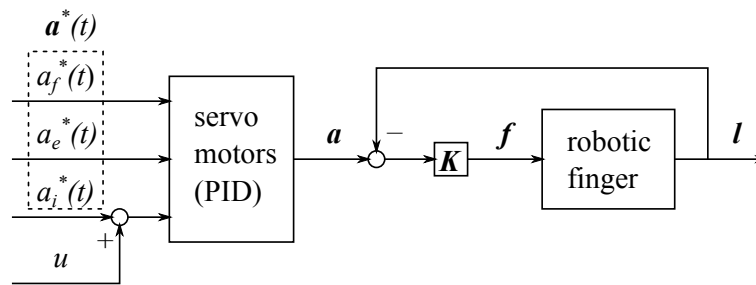 a*(t)
a_f*(t)
a_e*(t)
a_i*(t)
+
u
servo
motors
(PID)
a
−
K
f
robotic
finger
l